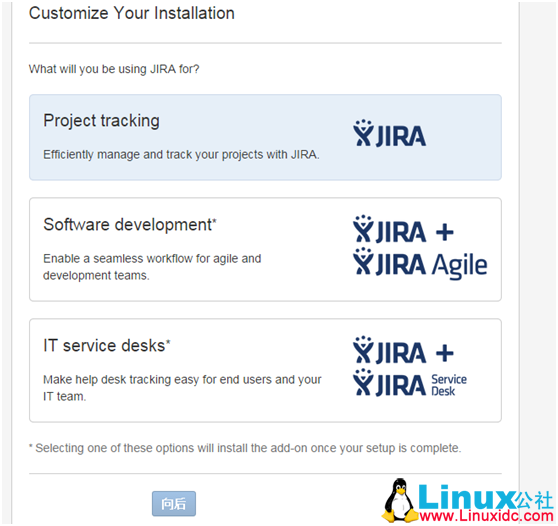 Customize Your Installation
What will you be using JIRA for?
Project tracking
Efficiently manage and track your projects with JIRA.
JIRA
Software development*
Enable a seamless workflow for agile and
development teams.
JIRA +
JIRA Agile
IT service desks*
Make help desk tracking easy for end users and your
IT team.
JIRA +
JIRA Service
Desk
* Selecting one of these options will install the add-on once your setup is complete.
向后
Linux公社
www.Linuxidc.com